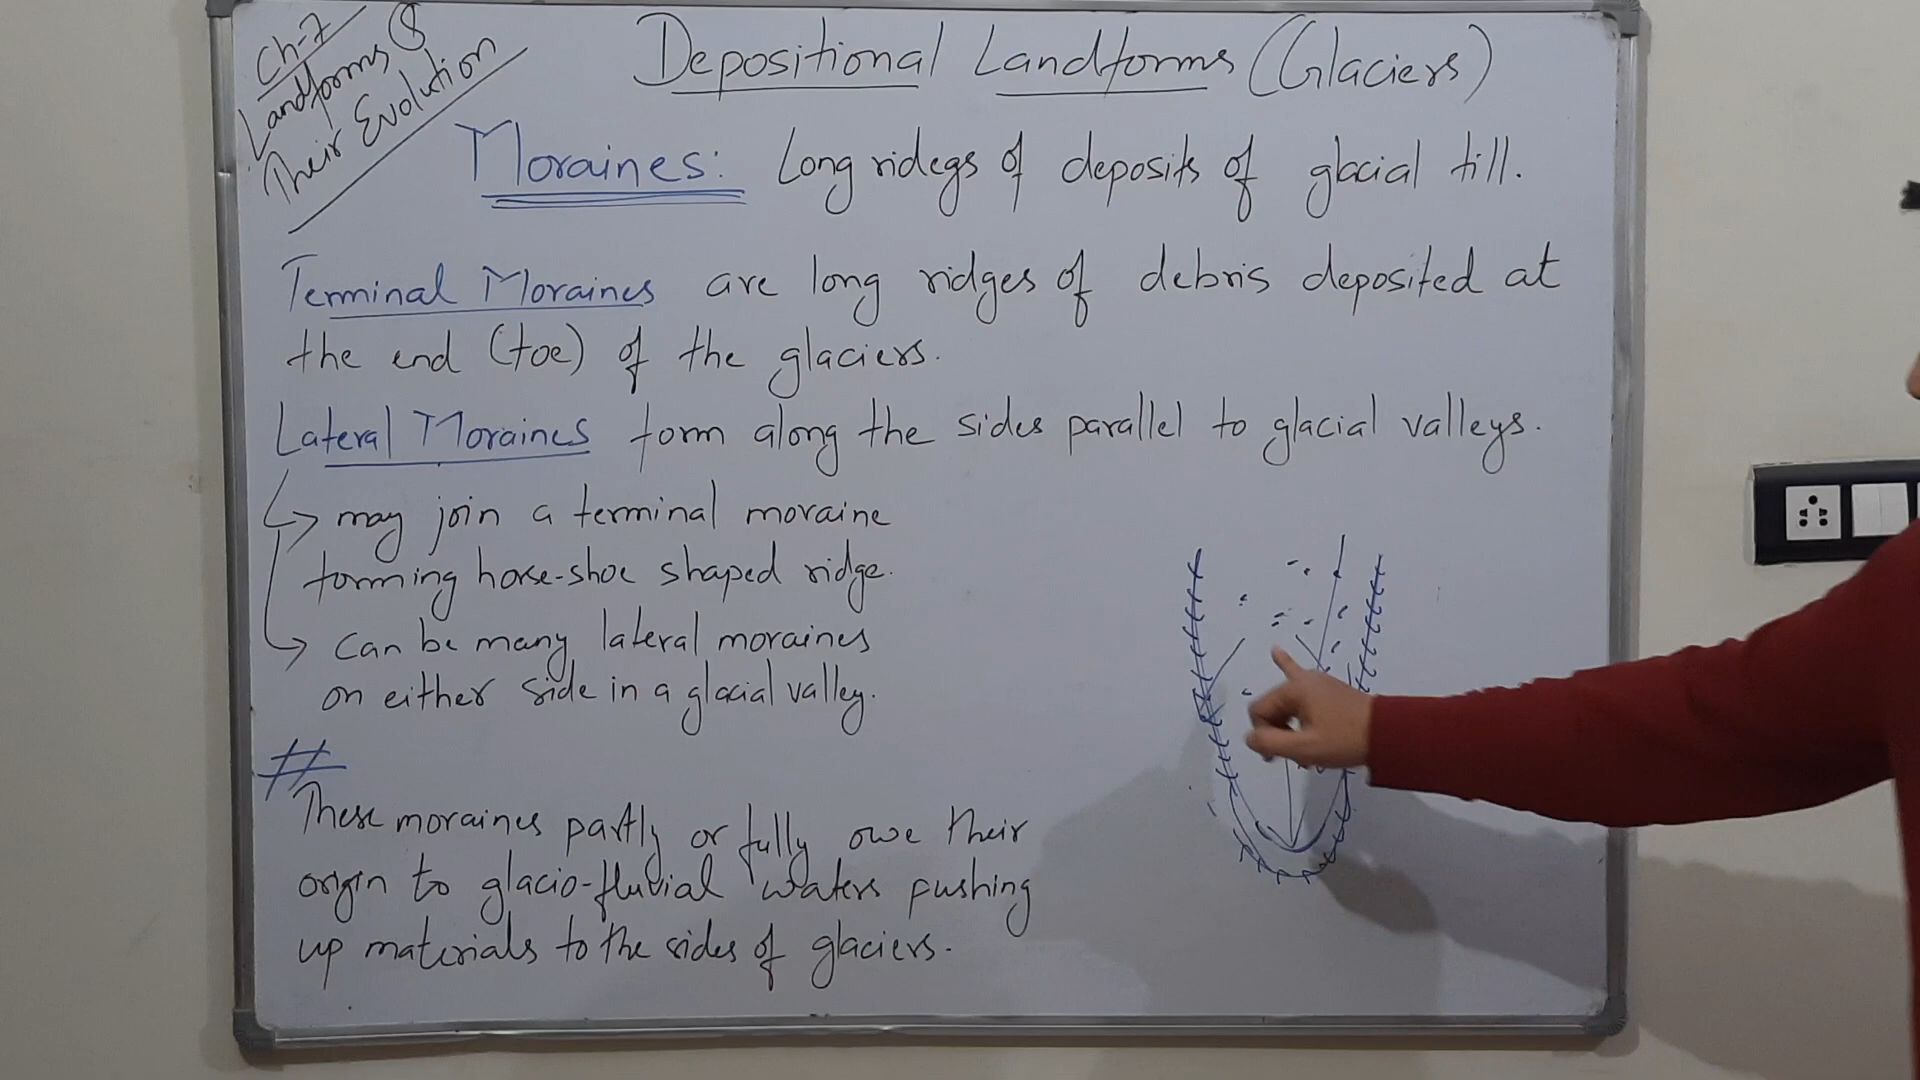 Ch-7
Landforms &
Their Evolution
Depositional Landforms (Glaciers)
Moraines: Long ridegs of deposits of glacial till.
Terminal Moraines are long ridges of debris deposited at
the end (toe) of the glaciers.
Lateral Moraines form along the sides parallel to glacial valleys.
→ may join a terminal moraine
forming horse-shoe shaped ridge.
→ Can be many lateral moraines
on either side in a glacial valley.
#
These moraines partly or fully owe their
origin to glacio-fluvial waters pushing
up materials to the sides of glaciers.